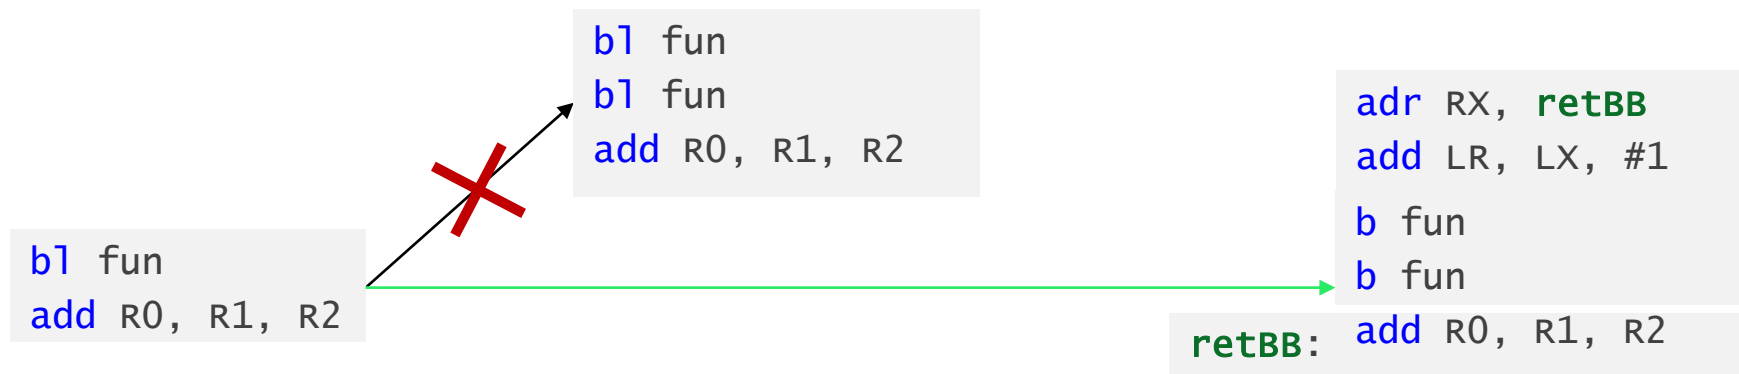 bl fun
add R0, R1, R2
bl fun
bl fun
add R0, R1, R2
adr RX, retBB
add LR, LX, #1
b fun
b fun
retBB: add R0, R1, R2